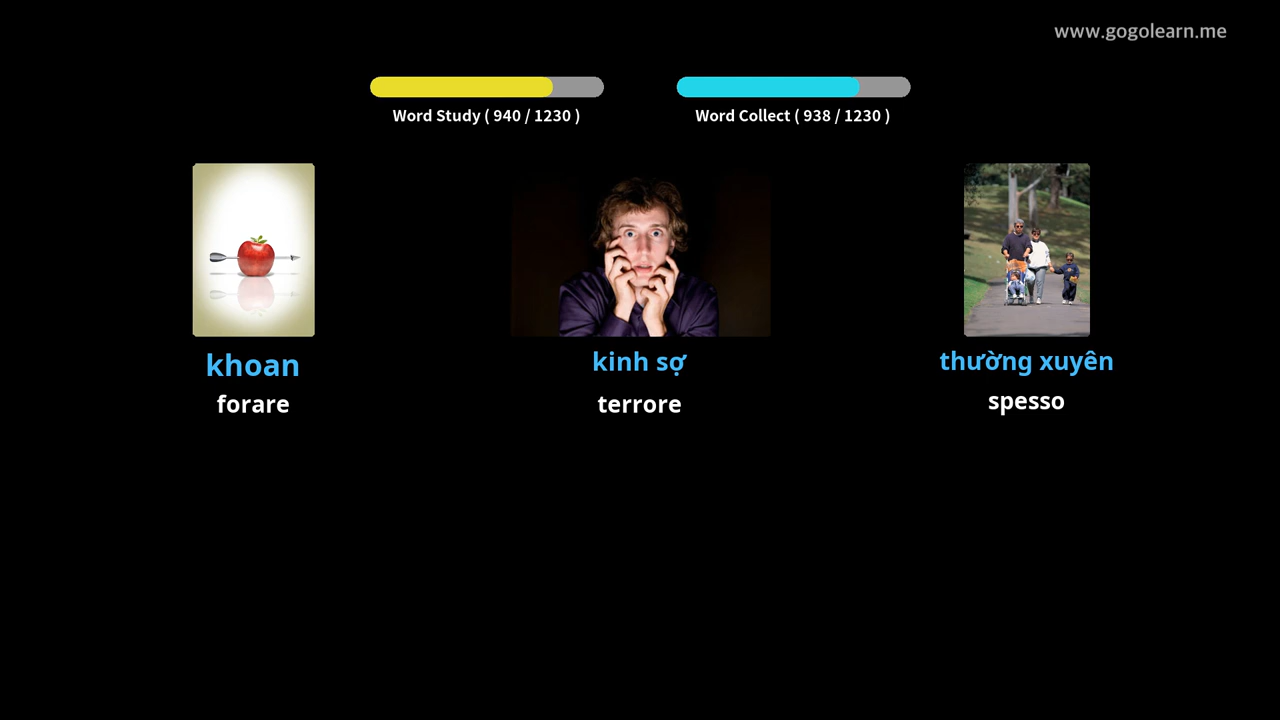 www.gogolearn.me
Word Study ( 940 / 1230 )
Word Collect ( 938 / 1230 )
khoan
forare
kinh sợ
terrore
thường xuyên
spesso